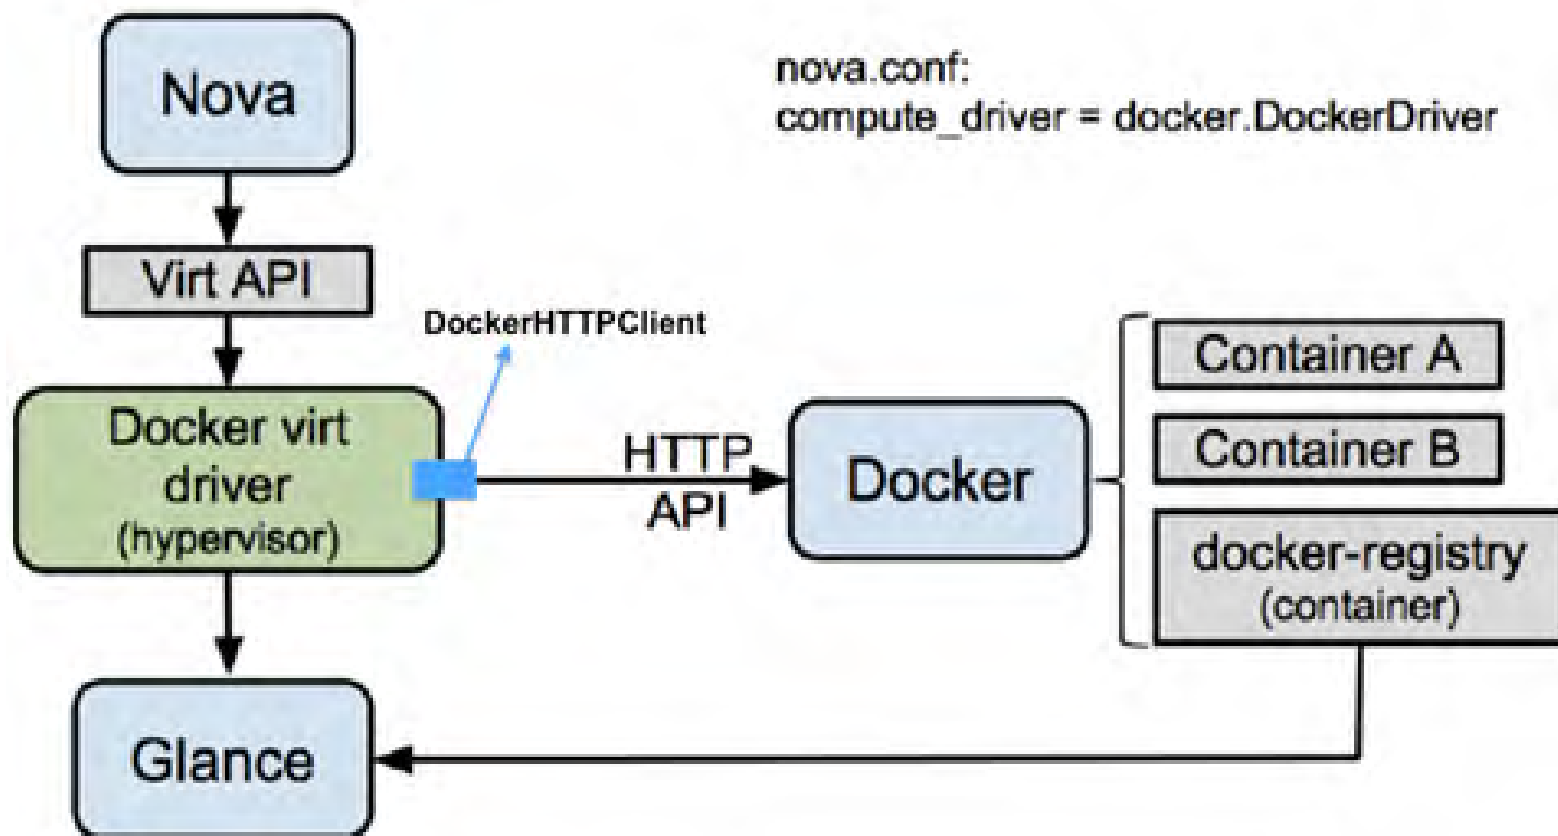 Nova
nova.conf:
compute_driver = docker.DockerDriver
Virt API
DockerHTTPClient
Docker virt
driver
(hypervisor)
HTTP
API
Docker
Container A
Container B
docker-registry
(container)
Glance